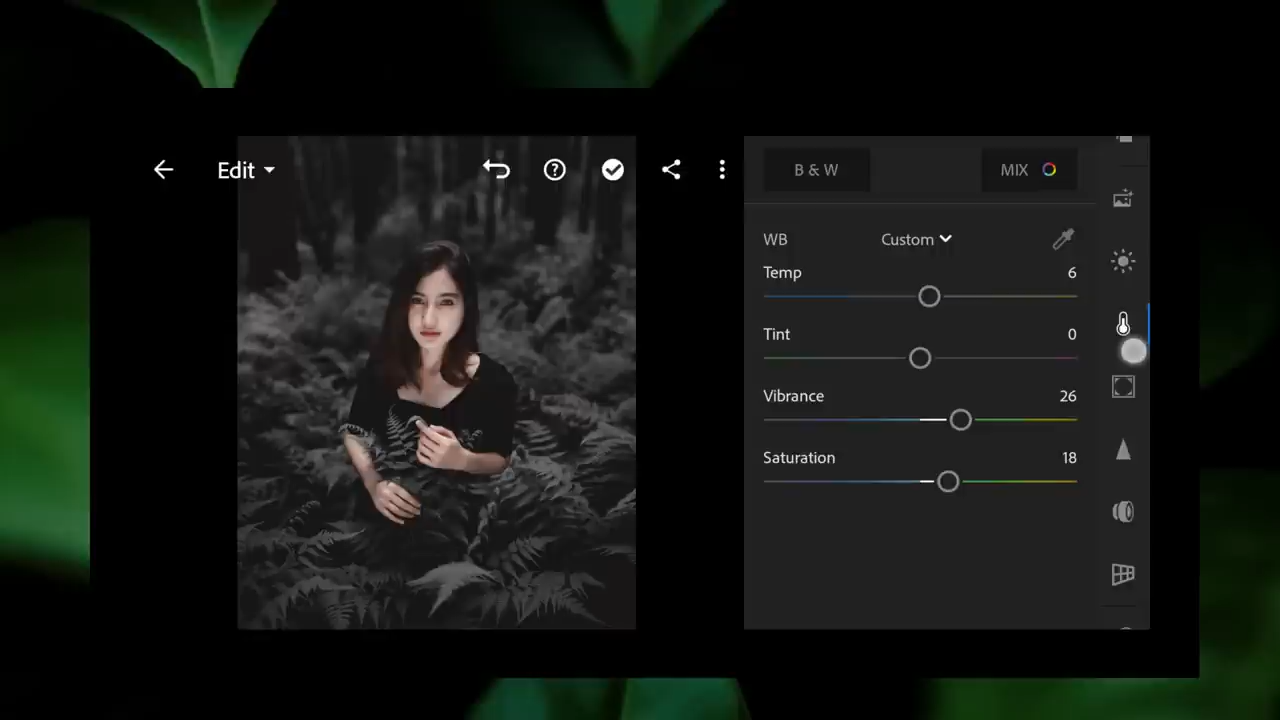 Edit
B & W
MIX
WB
Custom
Temp
6
Tint
0
Vibrance
26
Saturation
18